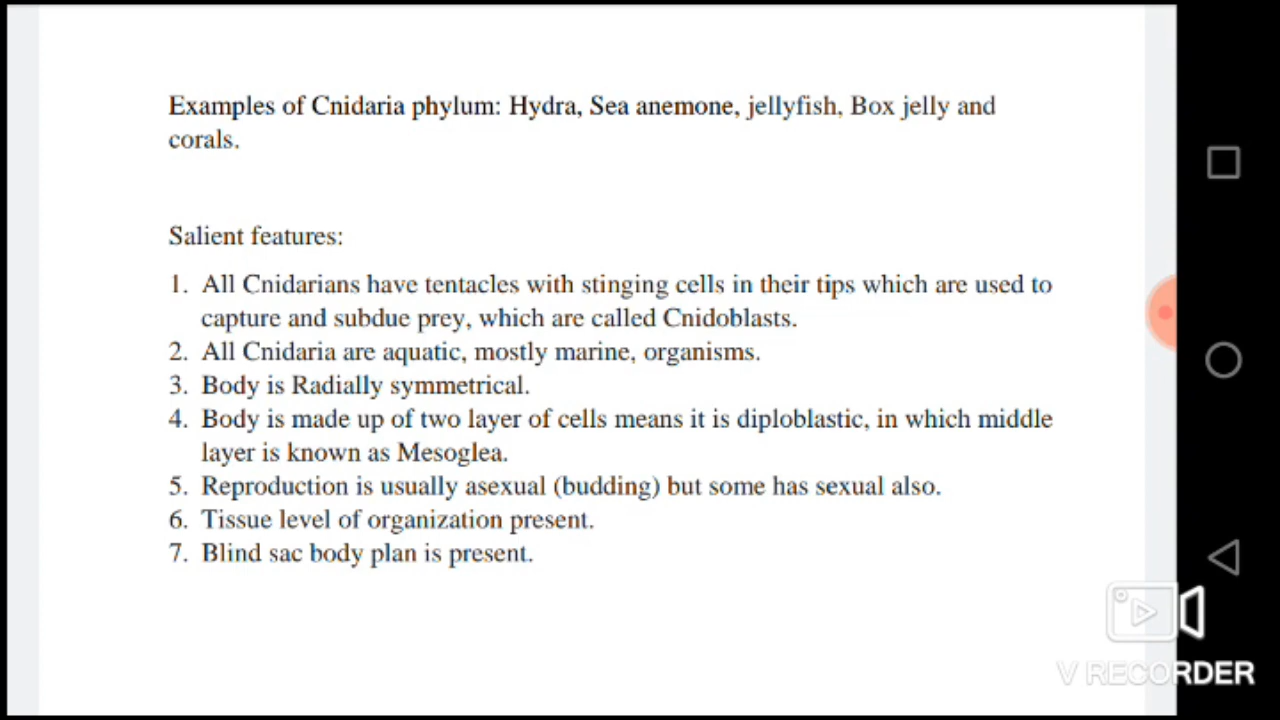 Examples of Cnidaria phylum: Hydra, Sea anemone, jellyfish, Box jelly and
corals.
Salient features:
1. All Cnidarians have tentacles with stinging cells in their tips which are used to
capture and subdue prey, which are called Cnidoblasts.
2. All Cnidaria are aquatic, mostly marine, organisms.
3. Body is Radially symmetrical.
4. Body is made up of two layer of cells means it is diploblastic, in which middle
layer is known as Mesoglea.
5. Reproduction is usually asexual (budding) but some has sexual also.
6. Tissue level of organization present.
7. Blind sac body plan is present.
V RECORDER